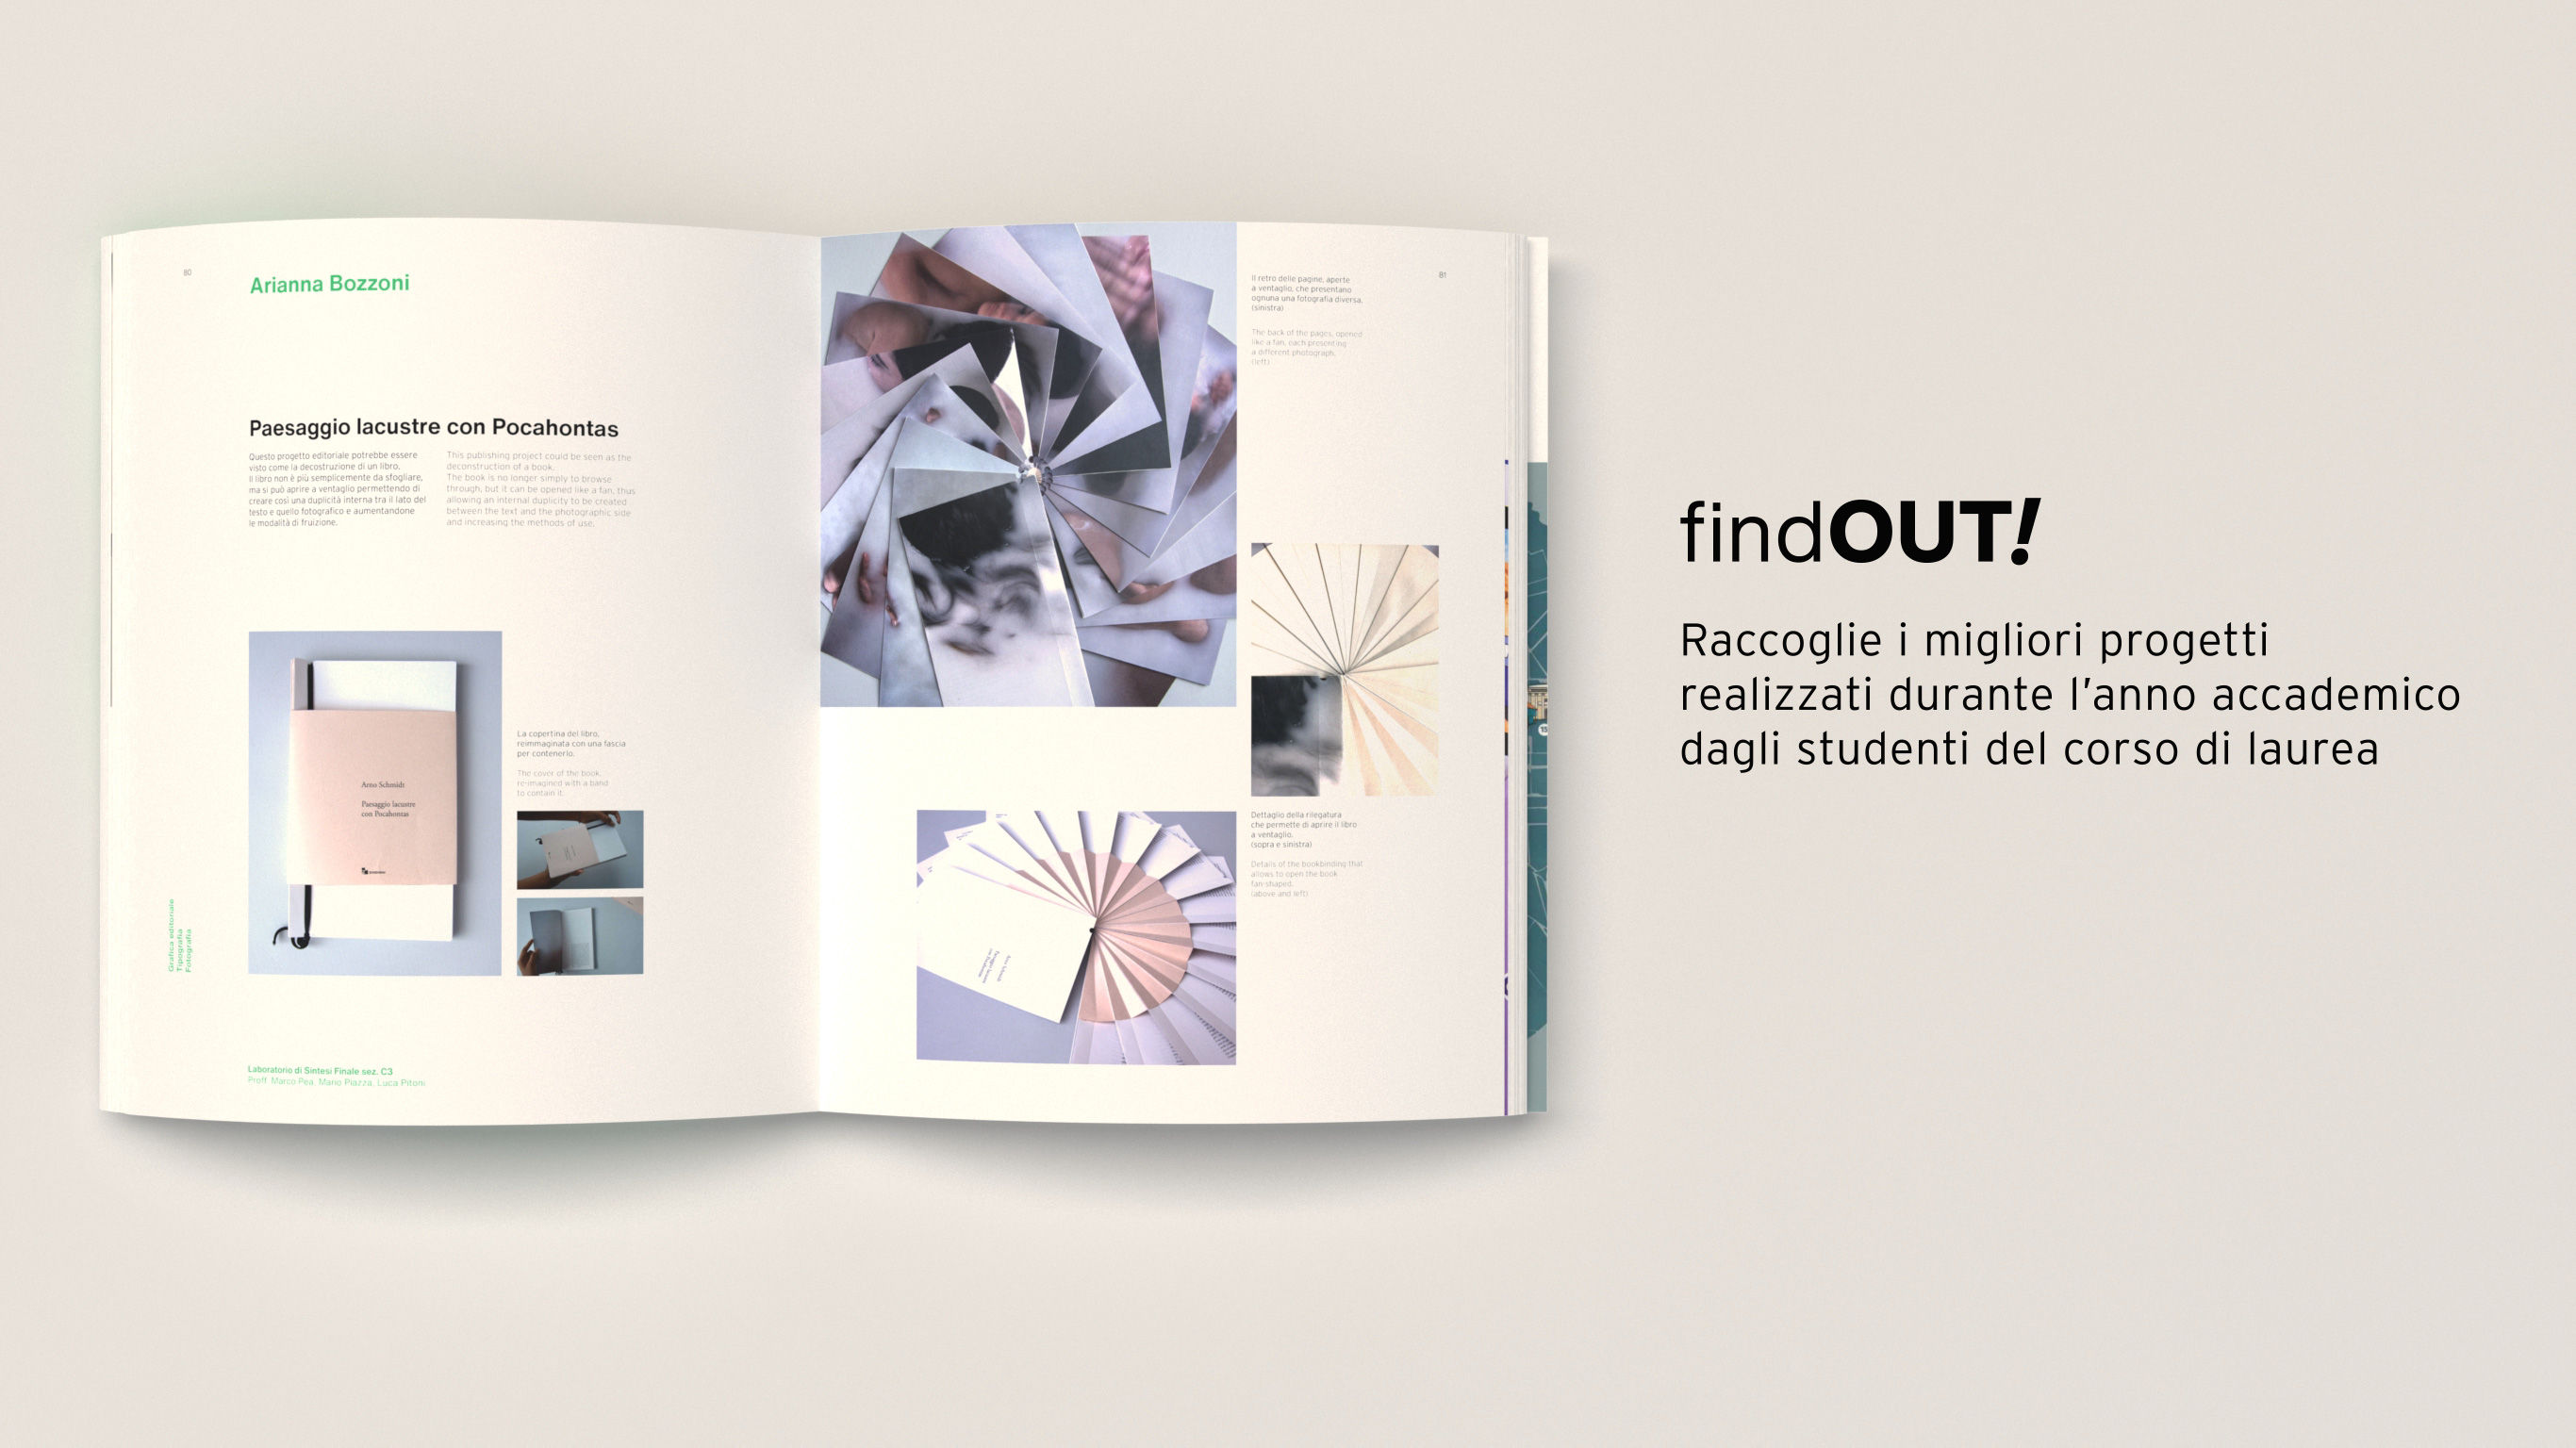 80
Arianna Bozzoni
Paesaggio lacustre con Pocahontas
Questo progetto editoriale potrebbe essere
visto come la decostruzione di un libro.
Il libro non è più semplicemente da sfogliare,
ma si può aprire a ventaglio permettendo di
creare così una duplicità interna tra il lato del
testo e quello fotografico e aumentandone
le modalità di fruizione.
This publishing project could be seen as the
deconstruction of a book.
The book is no longer simply to browse
through, but it can be opened like a fan, thus
allowing an internal duplicity to be created
between the text and the photographic side
and increasing the methods of use.
Arno Schmidt
Paesaggio lacustre
con Pocahontas
La copertina del libro,
reimmaginata con una fascia
per contenerlo.
The cover of the book,
re-imagined with a band
to contain it.
Grafica editoriale
Tipografia
Fotografia
Laboratorio di Sintesi Finale sez. C3
Proff. Marco Pea, Mario Piazza, Luca Pitoni
81
Il retro delle pagine, aperte
a ventaglio, che presentano
ognuna una fotografia diversa.
(sinistra)
The back of the pages, opened
like a fan, each presenting
a different photograph.
(left)
Dettaglio della rilegatura
che permette di aprire il libro
a ventaglio.
(sopra e sinistra)
Details of the bookbinding that
allows to open the book
fan-shaped.
(above and left)
Arno Schmidt
Paesaggio lacustre
con Pocahontas
findOUT!
Raccoglie i migliori progetti
realizzati durante l'anno accademico
dagli studenti del corso di laurea